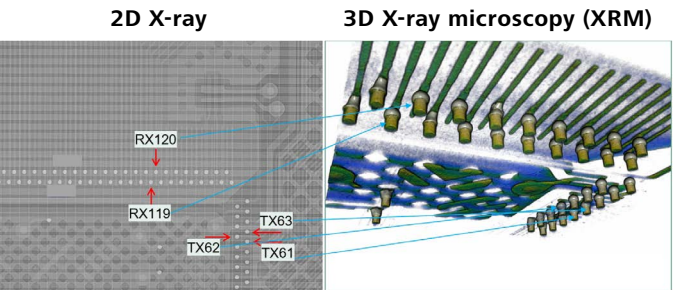 2D X-ray
3D X-ray microscopy (XRM)
RX120
RX119
TX63
TX62
TX61